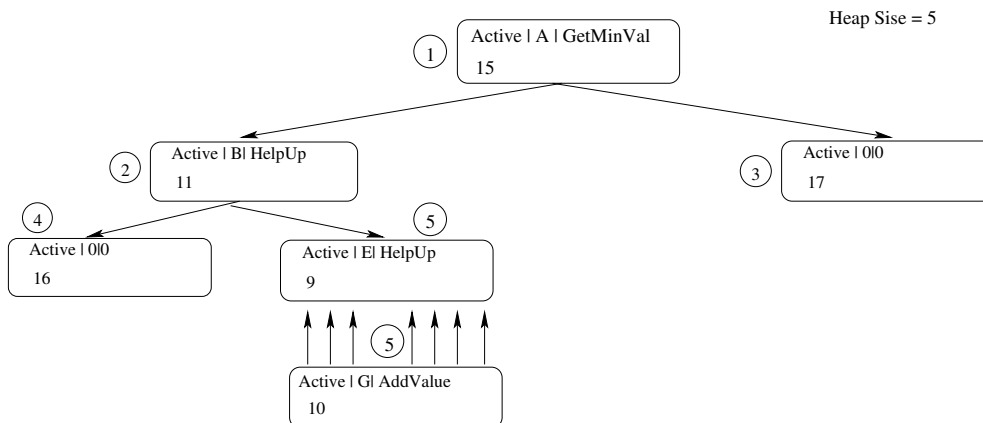 Heap Sise = 5
Active | A | GetMinVal
1
15
Active | B| HelpUp
2
11
Active | 0|0
3
17
4
5
Active | 0|0
16
Active | E| HelpUp
9
5
Active | G| AddValue
10